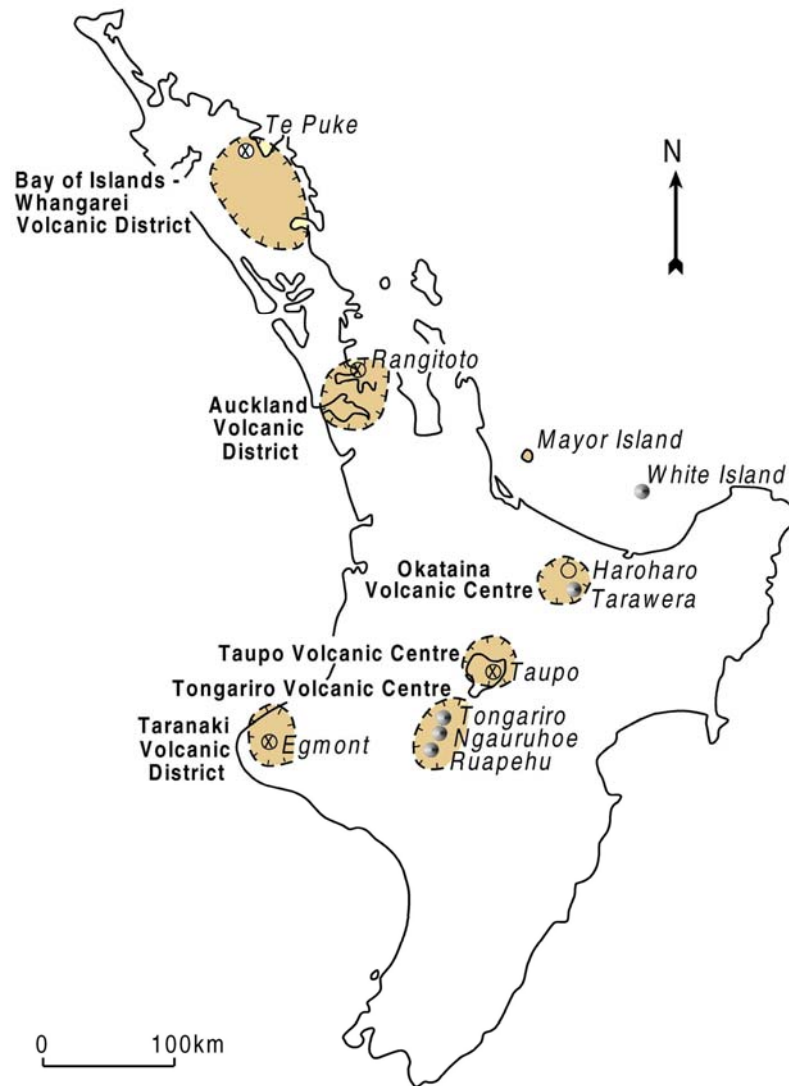 Te Puke
Bay of Islands -
Whangarei
Volcanic District
N
Rangitoto
Auckland
Volcanic
District
Mayor Island
White Island
Okataina
Volcanic Centre
Haroharo
Tarawera
Taupo Volcanic Centre
Taupo
Tongariro Volcanic Centre
Taranaki
Volcanic
District
Egmont
Tongariro
Ngauruhoe
Ruapehu
0 100km